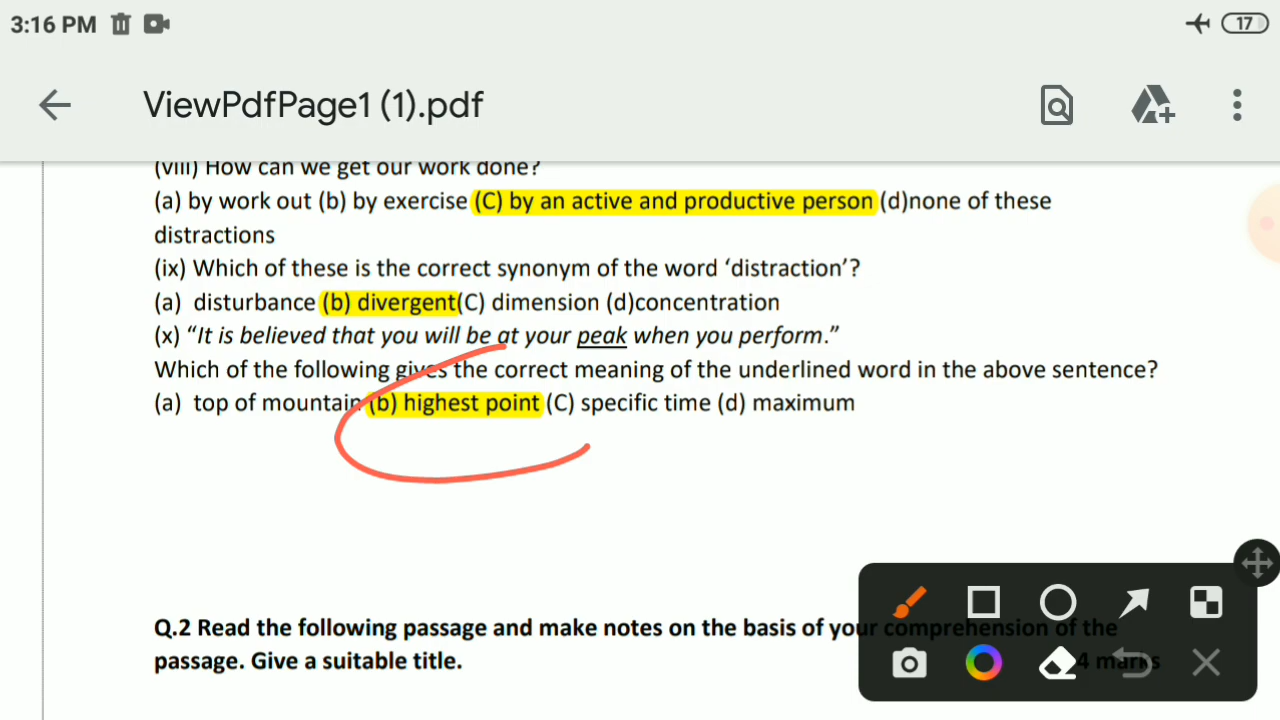 3:16 PM
17
ViewPdfPage1 (1).pdf
(viii) How can we get our work done?
(a) by work out (b) by exercise (C) by an active and productive person (d)none of these
distractions
(ix) Which of these is the correct synonym of the word ‘distraction’?
(a) disturbance (b) divergent(C) dimension (d)concentration
(x) “It is believed that you will be at your peak when you perform.”
Which of the following gives the correct meaning of the underlined word in the above sentence?
(a) top of mountain (b) highest point (C) specific time (d) maximum
Q.2 Read the following passage and make notes on the basis of your comprehension of the
passage. Give a suitable title. 4 marks